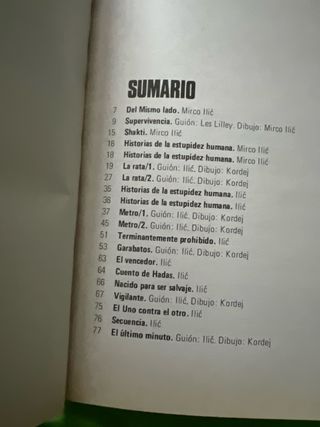 SUMARIO
7 Del Mismo lado. Mirco Ilić
9 Supervivencia. Guión: Les Lilley. Dibujo: Mirco Ilić
15 Shakti. Mirco Ilić
16 Historias de la estupidez humana. Mirco Ilić
18 Historias de la estupidez humana. Mirco Ilić
19 La rata/1. Guión: Ilić, Dibujo: Kordej
27 La rata/2. Guión: Ilić, Dibujo: Kordej
35 Historias de la estupidez humana. Ilić
36 Historias de la estupidez humana. Ilić
37 Metro/1. Guión: Ilić, Dibujo: Kordej
45 Metro/2. Guión: Ilić, Dibujo: Kordej
51 Terminantemente prohibido. Ilić
53 Garabatos. Guión: Ilić, Dibujo: Kordej
63 El vencedor. Ilić
64 Cuento de Hadas. Ilić
66 Nacido para ser salvaje. Ilić
67 Vigilante. Guión: Ilić, Dibujo: Kordej
75 El Uno contra el otro. Ilić
76 Secuencia. Ilić
77 El último minuto. Guión: Ilić. Dibujo: Kordej